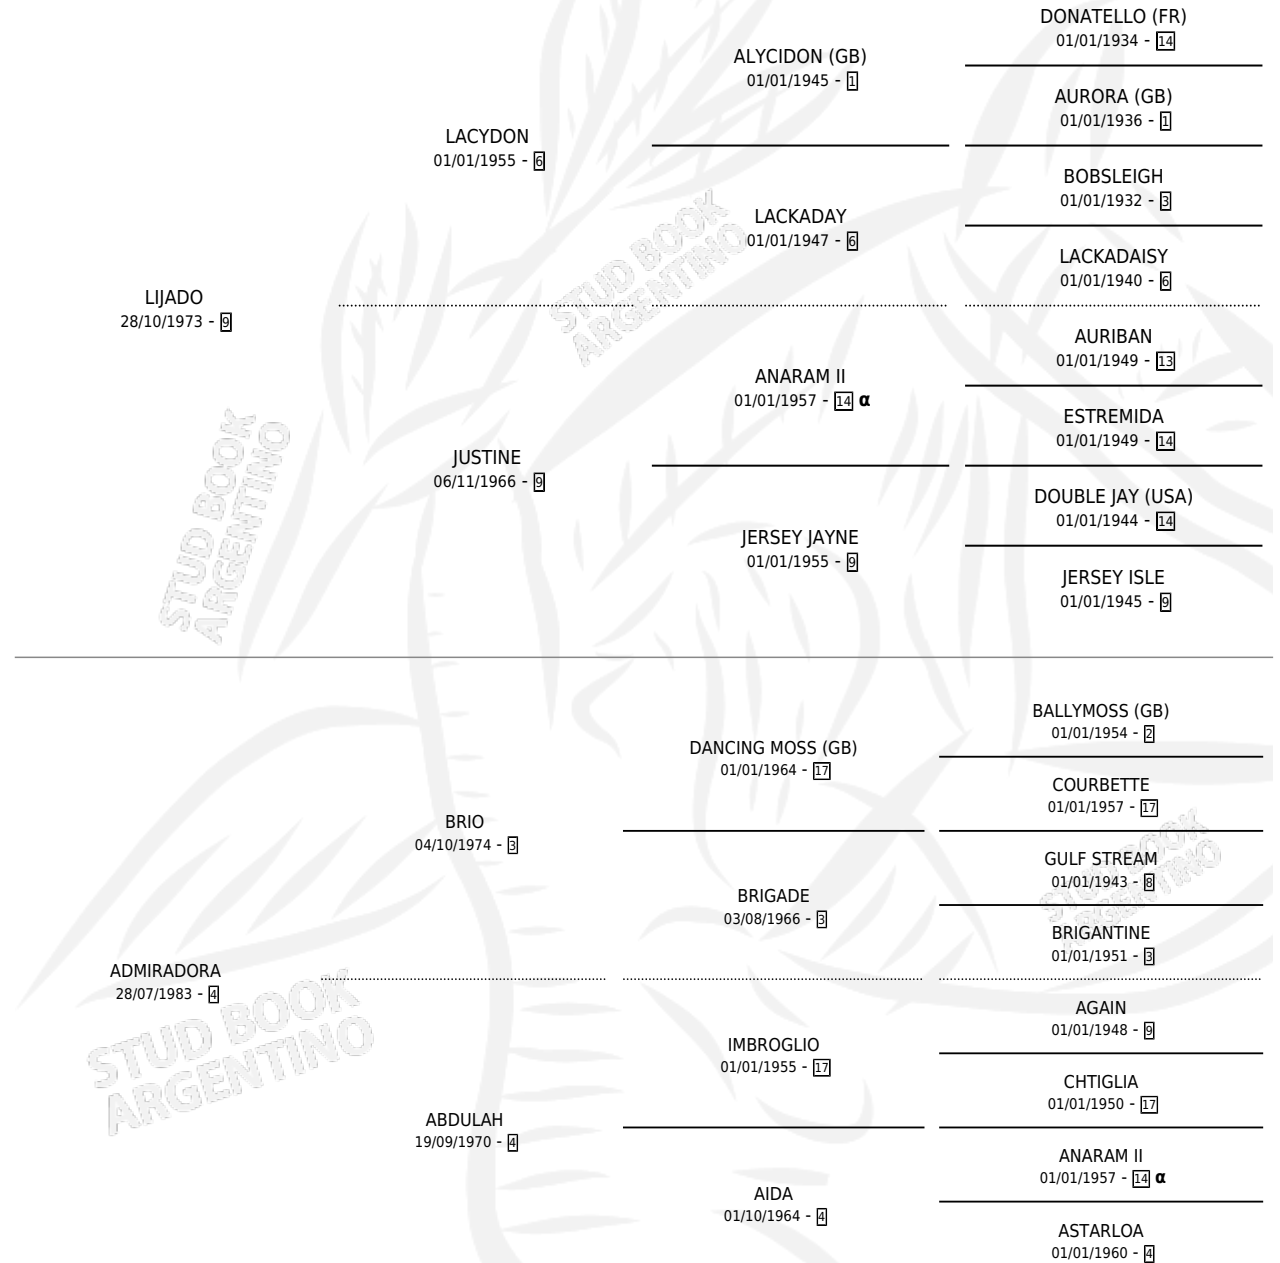 DONATELLO (FR)
01/01/1934 - 14
ALYCIDON (GB)
01/01/1945 - 1
AURORA (GB)
01/01/1936 - 1
LACYDON
01/01/1955 - 6
BOBSLEIGH
01/01/1932 - 3
LACKADAY
01/01/1947 - 6
LACKADAISY
01/01/1940 - 6
LIJADO
28/10/1973 - 9
AURIBAN
01/01/1949 - 13
ANARAM II
01/01/1957 - 14 α
ESTREMIDA
01/01/1949 - 14
JUSTINE
06/11/1966 - 9
DOUBLE JAY (USA)
01/01/1944 - 14
JERSEY JAYNE
01/01/1955 - 9
JERSEY ISLE
01/01/1945 - 9
BALLYMOSS (GB)
01/01/1954 - 2
DANCING MOSS (GB)
01/01/1964 - 17
COURBETTE
01/01/1957 - 17
BRIO
04/10/1974 - 3
GULF STREAM
01/01/1943 - 8
BRIGADE
03/08/1966 - 3
BRIGANTINE
01/01/1951 - 3
ADMIRADORA
28/07/1983 - 4
AGAIN
01/01/1948 - 9
IMBROGLIO
01/01/1955 - 17
CHTIGLIA
01/01/1950 - 17
ABDULAH
19/09/1970 - 4
ANARAM II
01/01/1957 - 14 α
AIDA
01/10/1964 - 4
ASTARLOA
01/01/1960 - 4
STUD BOOK
ARGENTINO
STUD BOOK
ARGENTINO
STUD BOOK
ARGENTINO
STUD BOOK
ARGENTINO